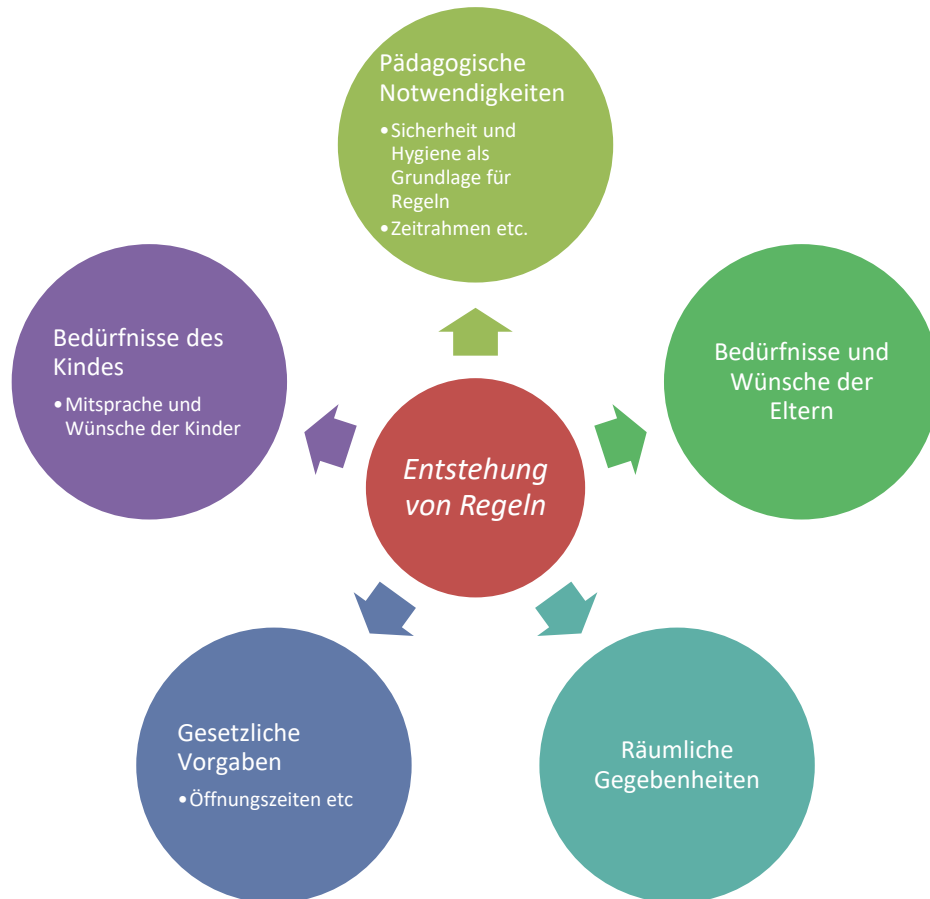 Pädagogische
Notwendigkeiten
•Sicherheit und
Hygiene als
Grundlage für
Regeln
•Zeitrahmen etc.
Bedürfnisse des
Kindes
•Mitsprache und
Wünsche der Kinder
Bedürfnisse und
Wünsche der
Eltern
Entstehung
von Regeln
Gesetzliche
Vorgaben
•Öffnungszeiten etc
Räumliche
Gegebenheiten